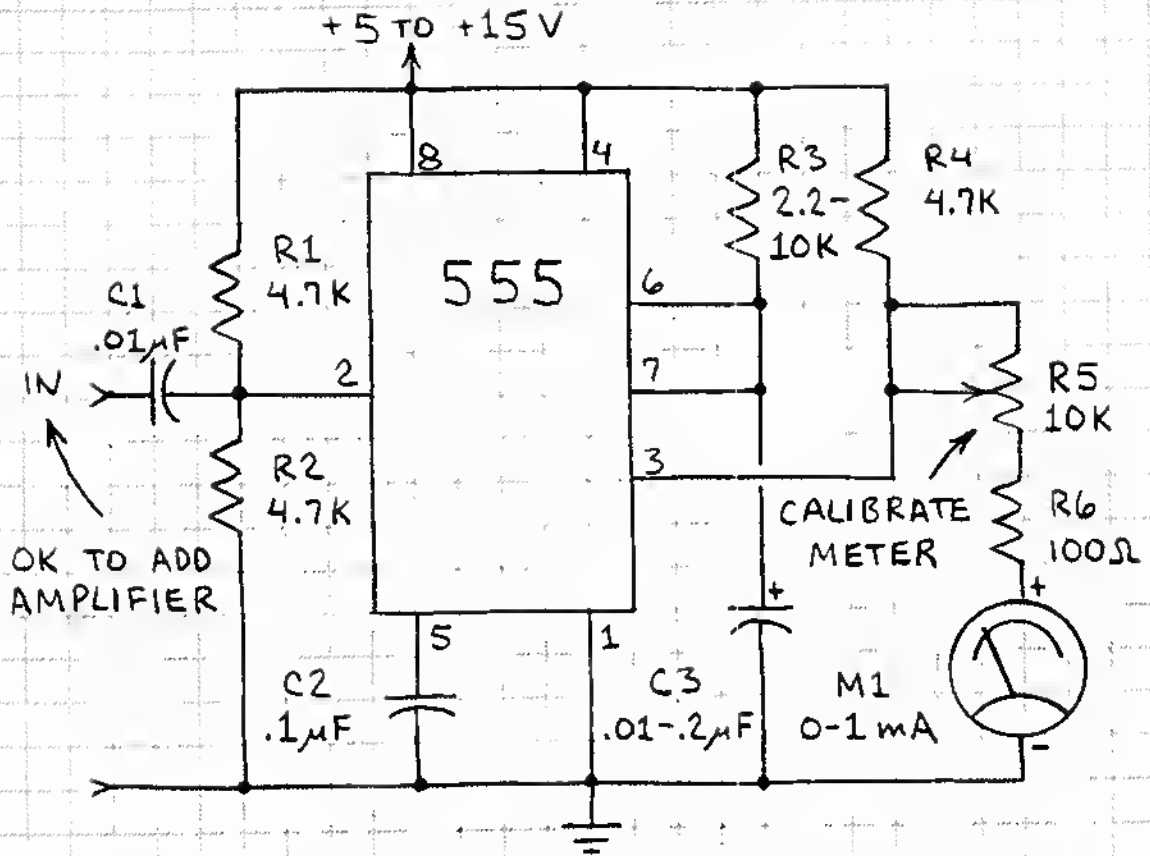 +5 TO +15V
8
4
R3
2.2-
10K
R4
4.7K
R1
4.7K
555
6
C1
.01µF
IN
2
7
R5
10K
R2
4.7K
3
CALIBRATE
METER
R6
100Ω
OK TO ADD
AMPLIFIER
+
+
5
1
C2
.1µF
C3
.01-.2µF
M1
0-1mA
-